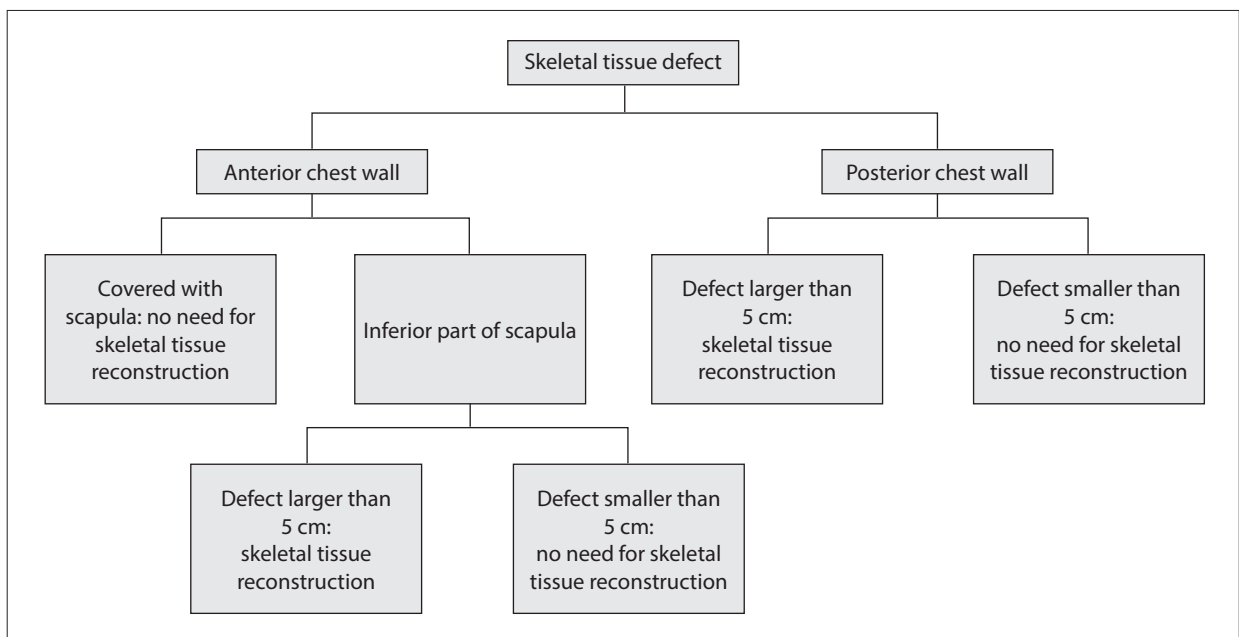 Skeletal tissue defect
Anterior chest wall
Posterior chest wall
Covered with
scapula: no need for
skeletal tissue
reconstruction
Inferior part of scapula
Defect larger than
5 cm:
skeletal tissue
reconstruction
Defect smaller than
5 cm:
no need for skeletal
tissue reconstruction
Defect larger than
5 cm:
skeletal tissue
reconstruction
Defect smaller than
5 cm:
no need for skeletal
tissue reconstruction